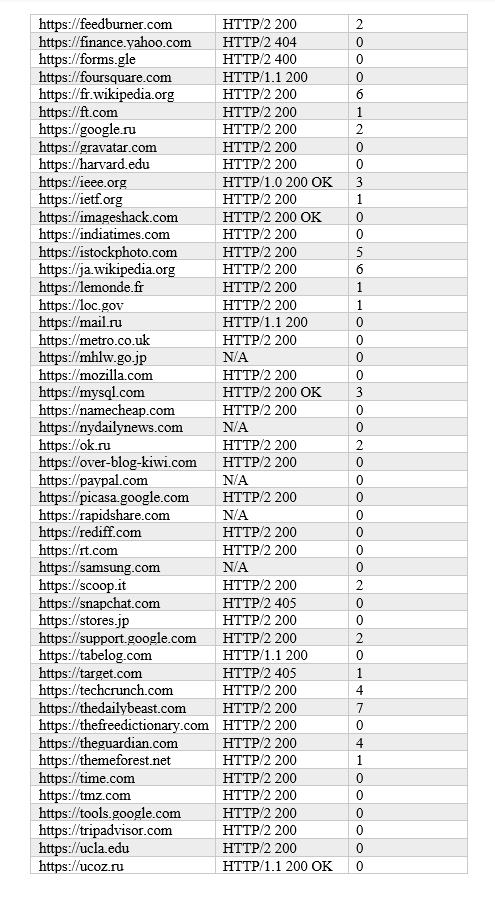 https://feedburner.com HTTP/2 200 2
https://finance.yahoo.com HTTP/2 404 0
https://forms.gle HTTP/2 400 0
https://foursquare.com HTTP/1.1 200 0
https://fr.wikipedia.org HTTP/2 200 6
https://ft.com HTTP/2 200 1
https://google.ru HTTP/2 200 2
https://gravatar.com HTTP/2 200 0
https://harvard.edu HTTP/2 200 0
https://ieee.org HTTP/1.0 200 OK 3
https://ietf.org HTTP/2 200 1
https://imageshack.com HTTP/2 200 OK 0
https://indiatimes.com HTTP/2 200 0
https://istockphoto.com HTTP/2 200 5
https://ja.wikipedia.org HTTP/2 200 6
https://lemonde.fr HTTP/2 200 1
https://loc.gov HTTP/2 200 1
https://mail.ru HTTP/1.1 200 0
https://metro.co.uk HTTP/2 200 0
https://mhlw.go.jp N/A 0
https://mozilla.com HTTP/2 200 0
https://mysql.com HTTP/2 200 OK 3
https://namecheap.com HTTP/2 200 0
https://nydailynews.com N/A 0
https://ok.ru HTTP/2 200 2
https://over-blog-kiwi.com HTTP/2 200 0
https://paypal.com N/A 0
https://picasa.google.com HTTP/2 200 0
https://rapidshare.com N/A 0
https://rediff.com HTTP/2 200 0
https://rt.com HTTP/2 200 0
https://samsung.com N/A 0
https://scoop.it HTTP/2 200 2
https://snapchat.com HTTP/2 405 0
https://stores.jp HTTP/2 200 0
https://support.google.com HTTP/2 200 2
https://tabelog.com HTTP/1.1 200 0
https://target.com HTTP/2 405 1
https://techcrunch.com HTTP/2 200 4
https://thedailybeast.com HTTP/2 200 7
https://thefreedictionary.com HTTP/2 200 0
https://theguardian.com HTTP/2 200 4
https://themeforest.net HTTP/2 200 1
https://time.com HTTP/2 200 0
https://tmz.com HTTP/2 200 0
https://tools.google.com HTTP/2 200 0
https://tripadvisor.com HTTP/2 200 0
https://ucla.edu HTTP/2 200 0
https://ucoz.ru HTTP/1.1 200 OK 0